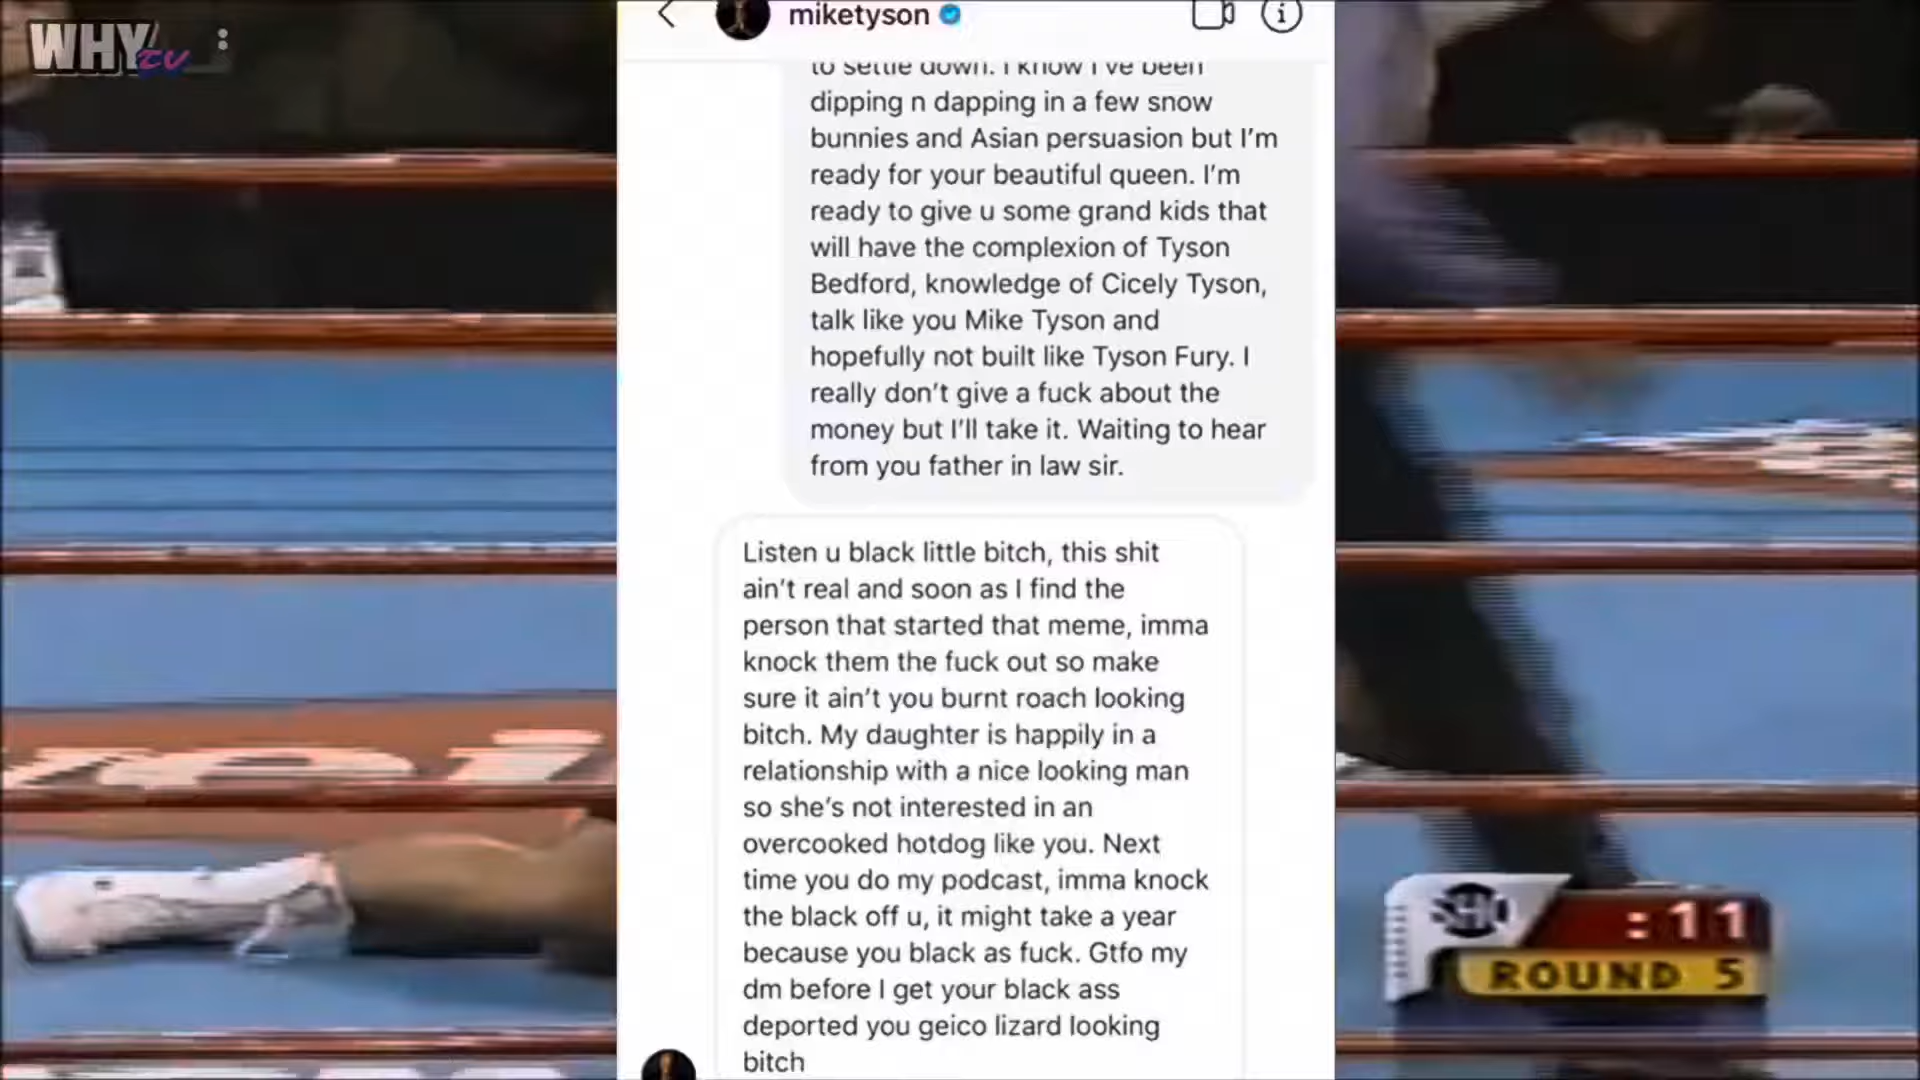 WHY
tv
miketyson
to settle down. I know I've been
dipping n dapping in a few snow
bunnies and Asian persuasion but I'm
ready for your beautiful queen. I'm
ready to give u some grand kids that
will have the complexion of Tyson
Bedford, knowledge of Cicely Tyson,
talk like you Mike Tyson and
hopefully not built like Tyson Fury. I
really don't give a fuck about the
money but I'll take it. Waiting to hear
from you father in law sir.
Listen u black little bitch, this shit
ain't real and soon as I find the
person that started that meme, imma
knock them the fuck out so make
sure it ain't you burnt roach looking
bitch. My daughter is happily in a
relationship with a nice looking man
so she's not interested in an
overcooked hotdog like you. Next
time you do my podcast, imma knock
the black off u, it might take a year
because you black as fuck. Gtfo my
dm before I get your black ass
deported you geico lizard looking
bitch
SHO
:11
ROUND 5